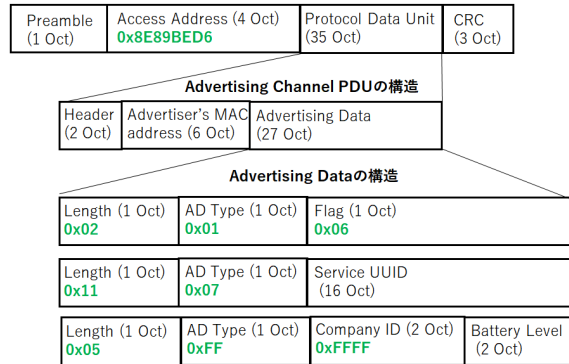 Preamble
(1 Oct)
Access Address (4 Oct)
0x8E89BED6
Protocol Data Unit
(35 Oct)
CRC
(3 Oct)
Advertising Channel PDUの構造
Header
(2 Oct)
Advertiser's MAC
address (6 Oct)
Advertising Data
(27 Oct)
Advertising Dataの構造
Length (1 Oct)
0x02
AD Type (1 Oct)
0x01
Flag (1 Oct)
0x06
Length (1 Oct)
0x11
AD Type (1 Oct)
0x07
Service UUID
(16 Oct)
Length (1 Oct)
0x05
AD Type (1 Oct)
0xFF
Company ID (2 Oct)
0xFFFF
Battery Level
(2 Oct)